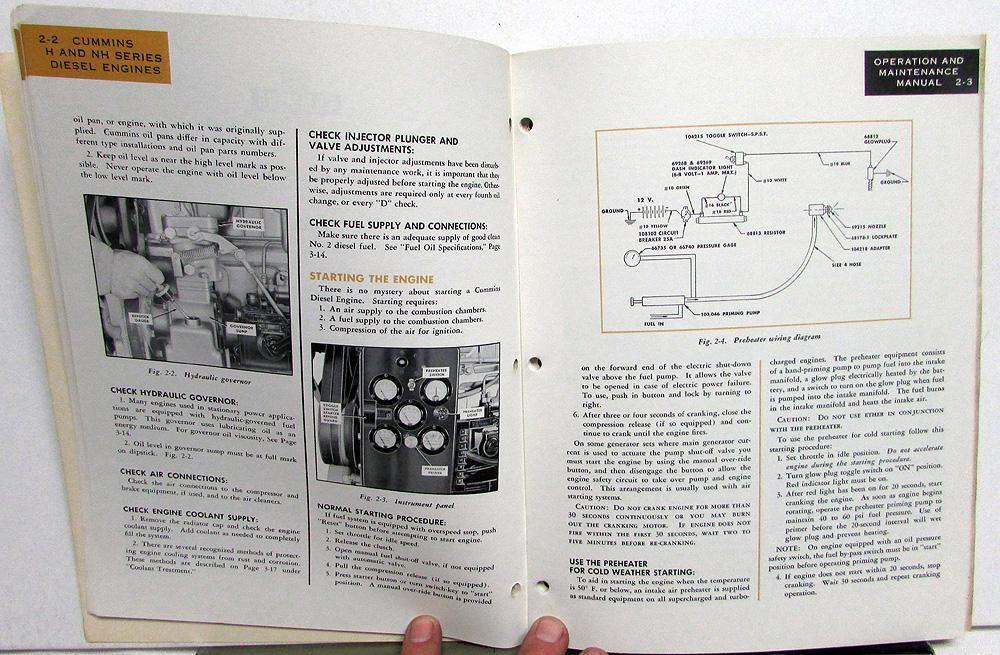 2-2 CUMMINS
H AND NH SERIES
DIESEL ENGINES
oil pan, or engine, with which it was originally sup-
plied. Cummins oil pans differ in capacity with dif-
ferent type installations and oil pan parts numbers.
2. Keep oil level as near the high level mark as pos-
sible. Never operate the engine with oil level below
the low level mark.
HYDRAULIC
GOVERNOR
DIPSTICK
GAUGE
GOVERNOR
SUMP
Fig. 2-2. Hydraulic governor
CHECK HYDRAULIC GOVERNOR:
1. Many engines used in stationary power applica-
tions are equipped with hydraulic-governed fuel
pumps. This governor uses lubricating oil as an
energy medium. For governor oil viscosity, See Page
3-14.
2. Oil level in governor sump must be at full mark
on dipstick. Fig. 2-2.
CHECK AIR CONNECTIONS:
Check the air connections to the compressor and
brake equipment, if used, and to the air cleaners.
CHECK ENGINE COOLANT SUPPLY:
1. Remove the radiator cap and check the engine
coolant supply. Add coolant as needed to completely
fill the system.
2. There are several recognized methods of protect-
ing engine cooling systems from rust and corrosion.
These methods are described on Page 3-17 under
"Coolant Treatment."
CHECK INJECTOR PLUNGER AND
VALVE ADJUSTMENTS:
If valve and injector adjustments have been disturb-
ed by any maintenance work, it is important that they
be properly adjusted before starting the engine. Other-
wise, adjustments are required only at every fourth oil
change, or every "D" check.
CHECK FUEL SUPPLY AND CONNECTIONS:
Make sure there is an adequate supply of good clean
No. 2 diesel fuel. See "Fuel Oil Specifications," Page
3-14.
STARTING THE ENGINE
There is no mystery about starting a Cummins
Diesel Engine. Starting requires:
1. An air supply to the combustion chambers.
2. A fuel supply to the combustion chambers.
3. Compression of the air for ignition.
PREHEATER
SWITCH
PREHEATER
LIGHT
PREHEATER
PRIMER
Fig. 2-3. Instrument panel
NORMAL STARTING PROCEDURE:
If fuel system is equipped with overspeed stop, push
"Reset" button before attempting to start engine.
1. Set throttle for idle speed.
2. Release the clutch.
3. Open manual fuel shut-off valve, if not equipped
with automatic valve.
4. Pull the compression release (if so equipped).
5. Press starter button or turn switch-key to "start"
position. A manual over-ride button is provided
OPERATION AND
MAINTENANCE
MANUAL 2-3
104215 TOGGLE SWITCH—S.P.S.T.
68812
GLOWPLUG
69268 & 69269
DASH INDICATOR LIGHT
(6-8 VOLT—1 AMP. MAX.)
#10 BLUE
#10 WHITE
GROUND
#10 GREEN
12 V.
16 BLACK
#16 RED
GROUND
#10 YELLOW
108102 CIRCUIT
BREAKER 25A
68813 RESISTOR
69215 NOZZLE
68178-1 LOCKPLATE
104218 ADAPTER
66735 OR 66740 PRESSURE GAGE
SIZE 4 HOSE
100,046 PRIMING PUMP
FUEL IN
Fig. 2-4. Preheater wiring diagram
on the forward end of the electric shut-down
valve above the fuel pump. It allows the valve
to be opened in case of electric power failure.
To use, push in button and lock by turning to
right.
6. After three or four seconds of cranking, close the
compression release (if so equipped) and con-
tinue to crank until the engine fires.
On some generator sets where main generator cur-
rent is used to actuate the pump shut-off valve you
must start the engine by using the manual over-ride
button, and then disengage the button to allow the
engine safety circuit to take over pump and engine
control. This arrangement is usually used with air
starting systems.
CAUTION: DO NOT CRANK ENGINE FOR MORE THAN
30 SECONDS CONTINUOUSLY OR YOU MAY BURN
OUT THE CRANKING MOTOR. IF ENGINE DOES NOT
FIRE WITHIN THE FIRST 30 SECONDS, WAIT TWO TO
FIVE MINUTES BEFORE RE-CRANKING.
USE THE PREHEATER
FOR COLD WEATHER STARTING:
To aid in starting the engine when the temperature
is 50° F. or below, an intake air preheater is supplied
as standard equipment on all supercharged and turbo-
charged engines. The preheater equipment consists
of a hand-priming pump to pump fuel into the intake
manifold, a glow plug electrically heated by the bat-
tery, and a switch to turn on the glow plug when fuel
is pumped into the intake manifold. The fuel burns
in the intake manifold and heats the intake air.
CAUTION: DO NOT USE ETHER IN CONJUNCTION
WITH THE PREHEATER.
To use the preheater for cold starting follow this
starting procedure:
1. Set throttle in idle position. Do not accelerate
engine during the starting procedure.
2. Turn glow plug toggle switch on "ON" position.
Red indicator light must be on.
3. After red light has been on for 20 seconds, start
cranking the engine. As soon as engine begins
rotating, operate the preheater priming pump to
maintain 40 to 60 psi fuel pressure. Use of
primer before the 20-second interval will wet
glow plug and prevent heating.
NOTE: On engine equipped with an oil pressure
safety switch, the fuel by-pass switch must be in "start"
position before operating priming pump.
4. If engine does not start within 20 seconds, stop
cranking. Wait 30 seconds and repeat cranking
operation.